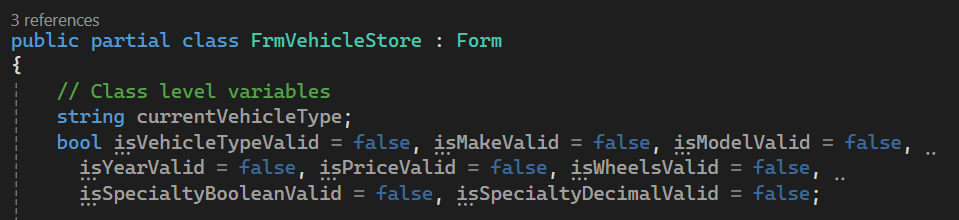 3 references
public partial class FrmVehicleStore : Form
{
    // Class level variables
    string currentVehicleType;
    bool isVehicleTypeValid = false, isMakeValid = false, isModelValid = false,
      isYearValid = false, isPriceValid = false, isWheelsValid = false,
      isSpecialtyBooleanValid = false, isSpecialtyDecimalValid = false;